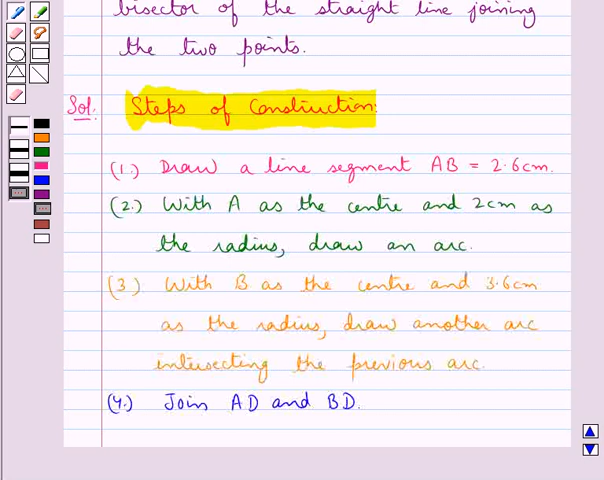 bisector of the straight line joining
the two points.
Sol. Steps of Construction:
(1.) Draw a line segment AB = 2.6cm.
(2.) With A as the centre and 2cm as
the radius, draw an arc.
(3) With B as the centre and 3.6cm
as the radius, draw another arc
intersecting the previous arc.
(4.) Join AD and BD.